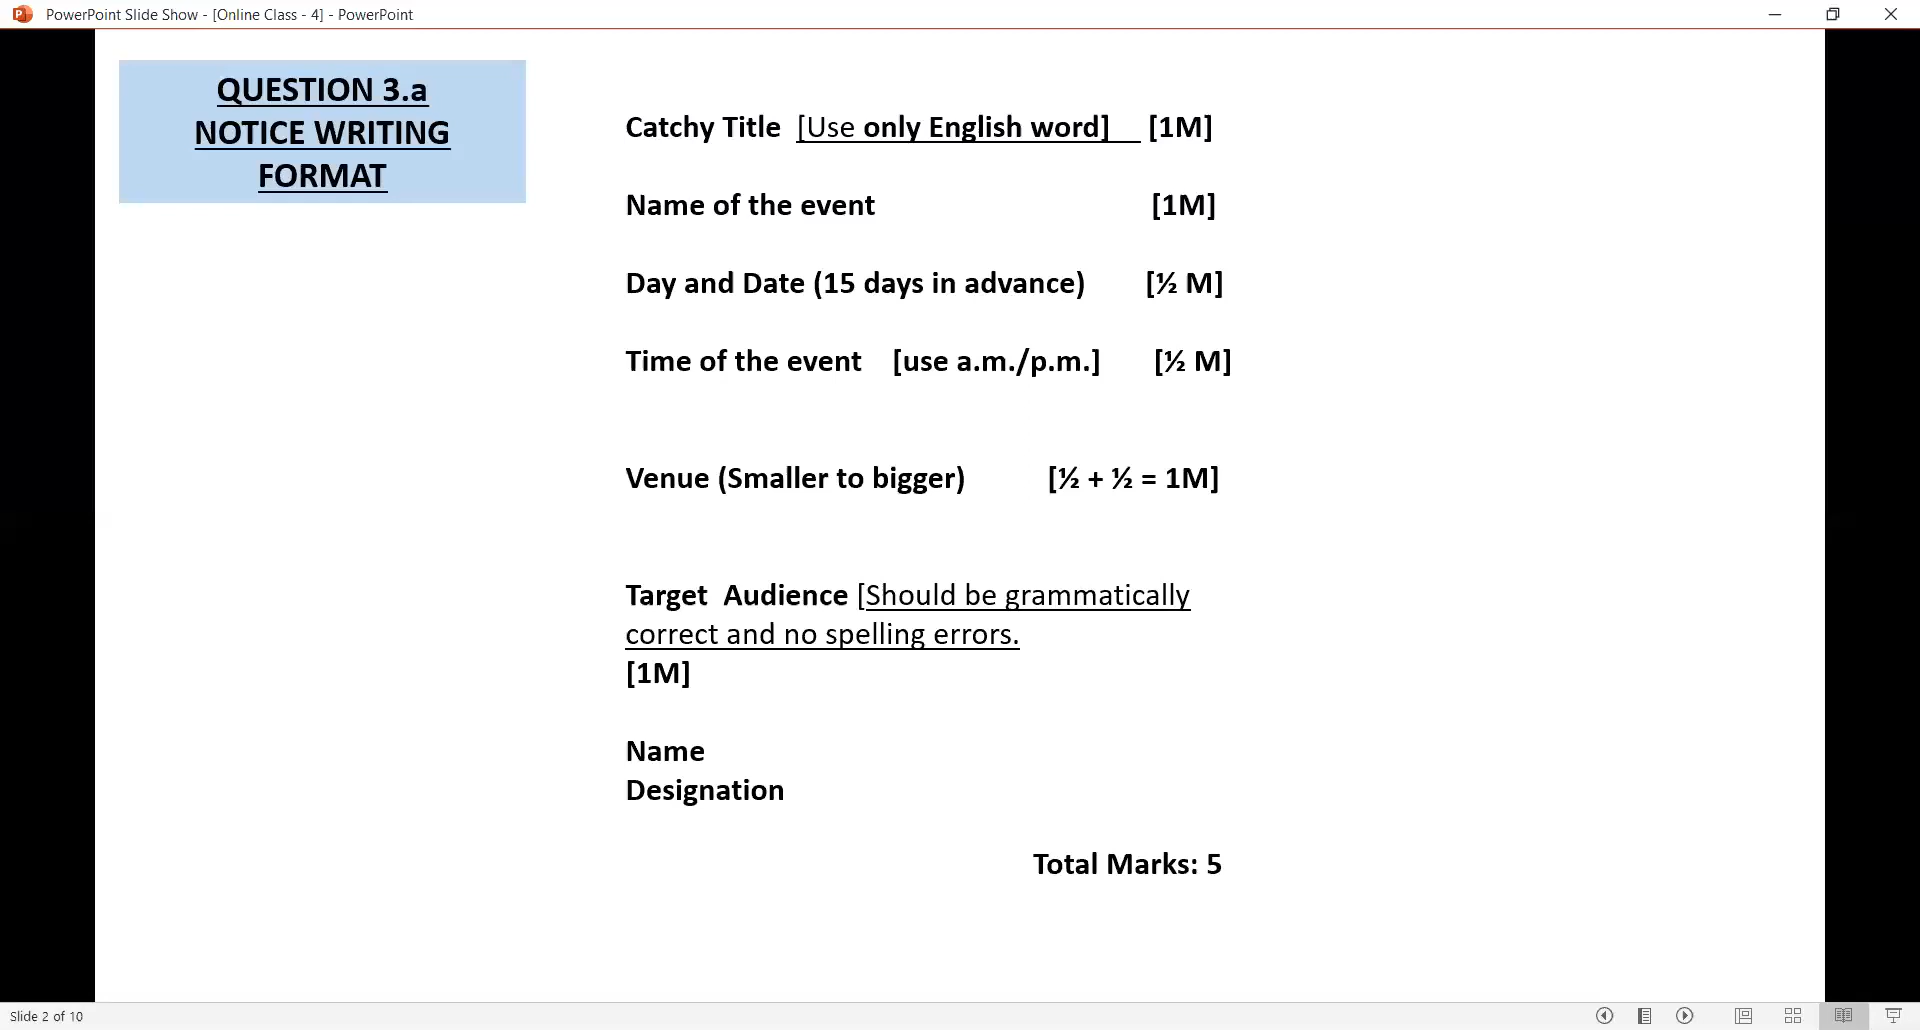 PowerPoint Slide Show - [Online Class - 4] - PowerPoint
QUESTION 3.a
NOTICE WRITING
FORMAT
Catchy Title [Use only English word] [1M]
Name of the event [1M]
Day and Date (15 days in advance) [½ M]
Time of the event [use a.m./p.m.] [½ M]
Venue (Smaller to bigger) [½ + ½ = 1M]
Target Audience [Should be grammatically
correct and no spelling errors.
[1M]
Name
Designation
Total Marks: 5
Slide 2 of 10